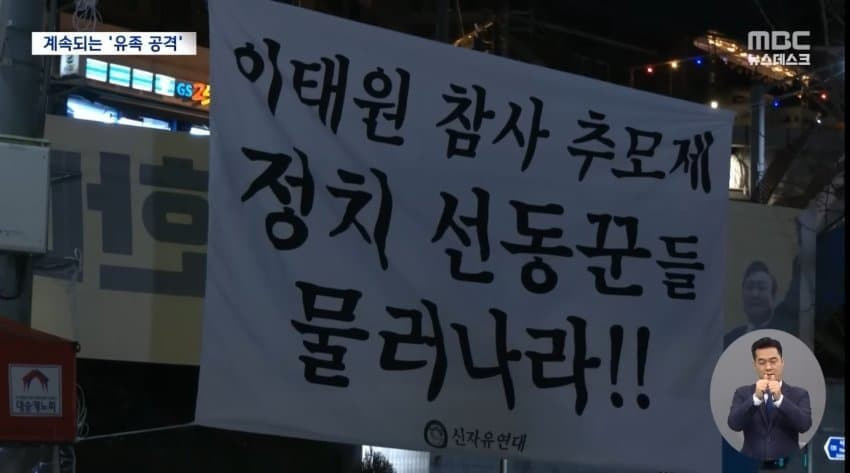 계속되는 '유족 공격'
MBC
뉴스데스크
GS25
이태원 참사 추모제
정치 선동꾼들
물러나라!!
신자유연대